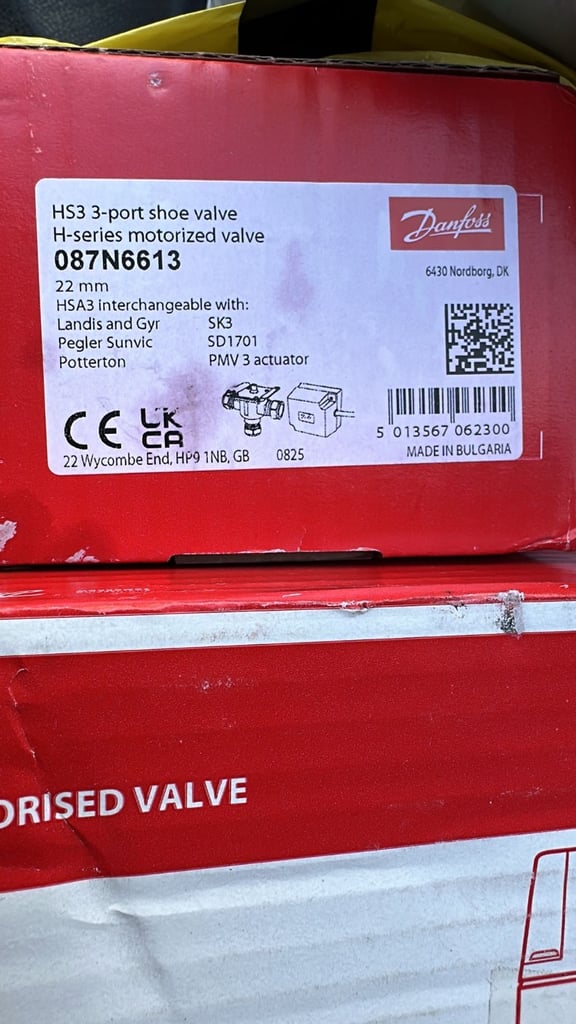 HS3 3-port shoe valve
H-series motorized valve
087N6613
22 mm
HSA3 interchangeable with:
Landis and Gyr SK3
Pegler Sunvic SD1701
Potterton PMV 3 actuator
Danfoss
6430 Nordborg, DK
5 013567 062300
MADE IN BULGARIA
CE UK CA
22 Wycombe End, HP9 1NB, GB 0825
ORISED VALVE